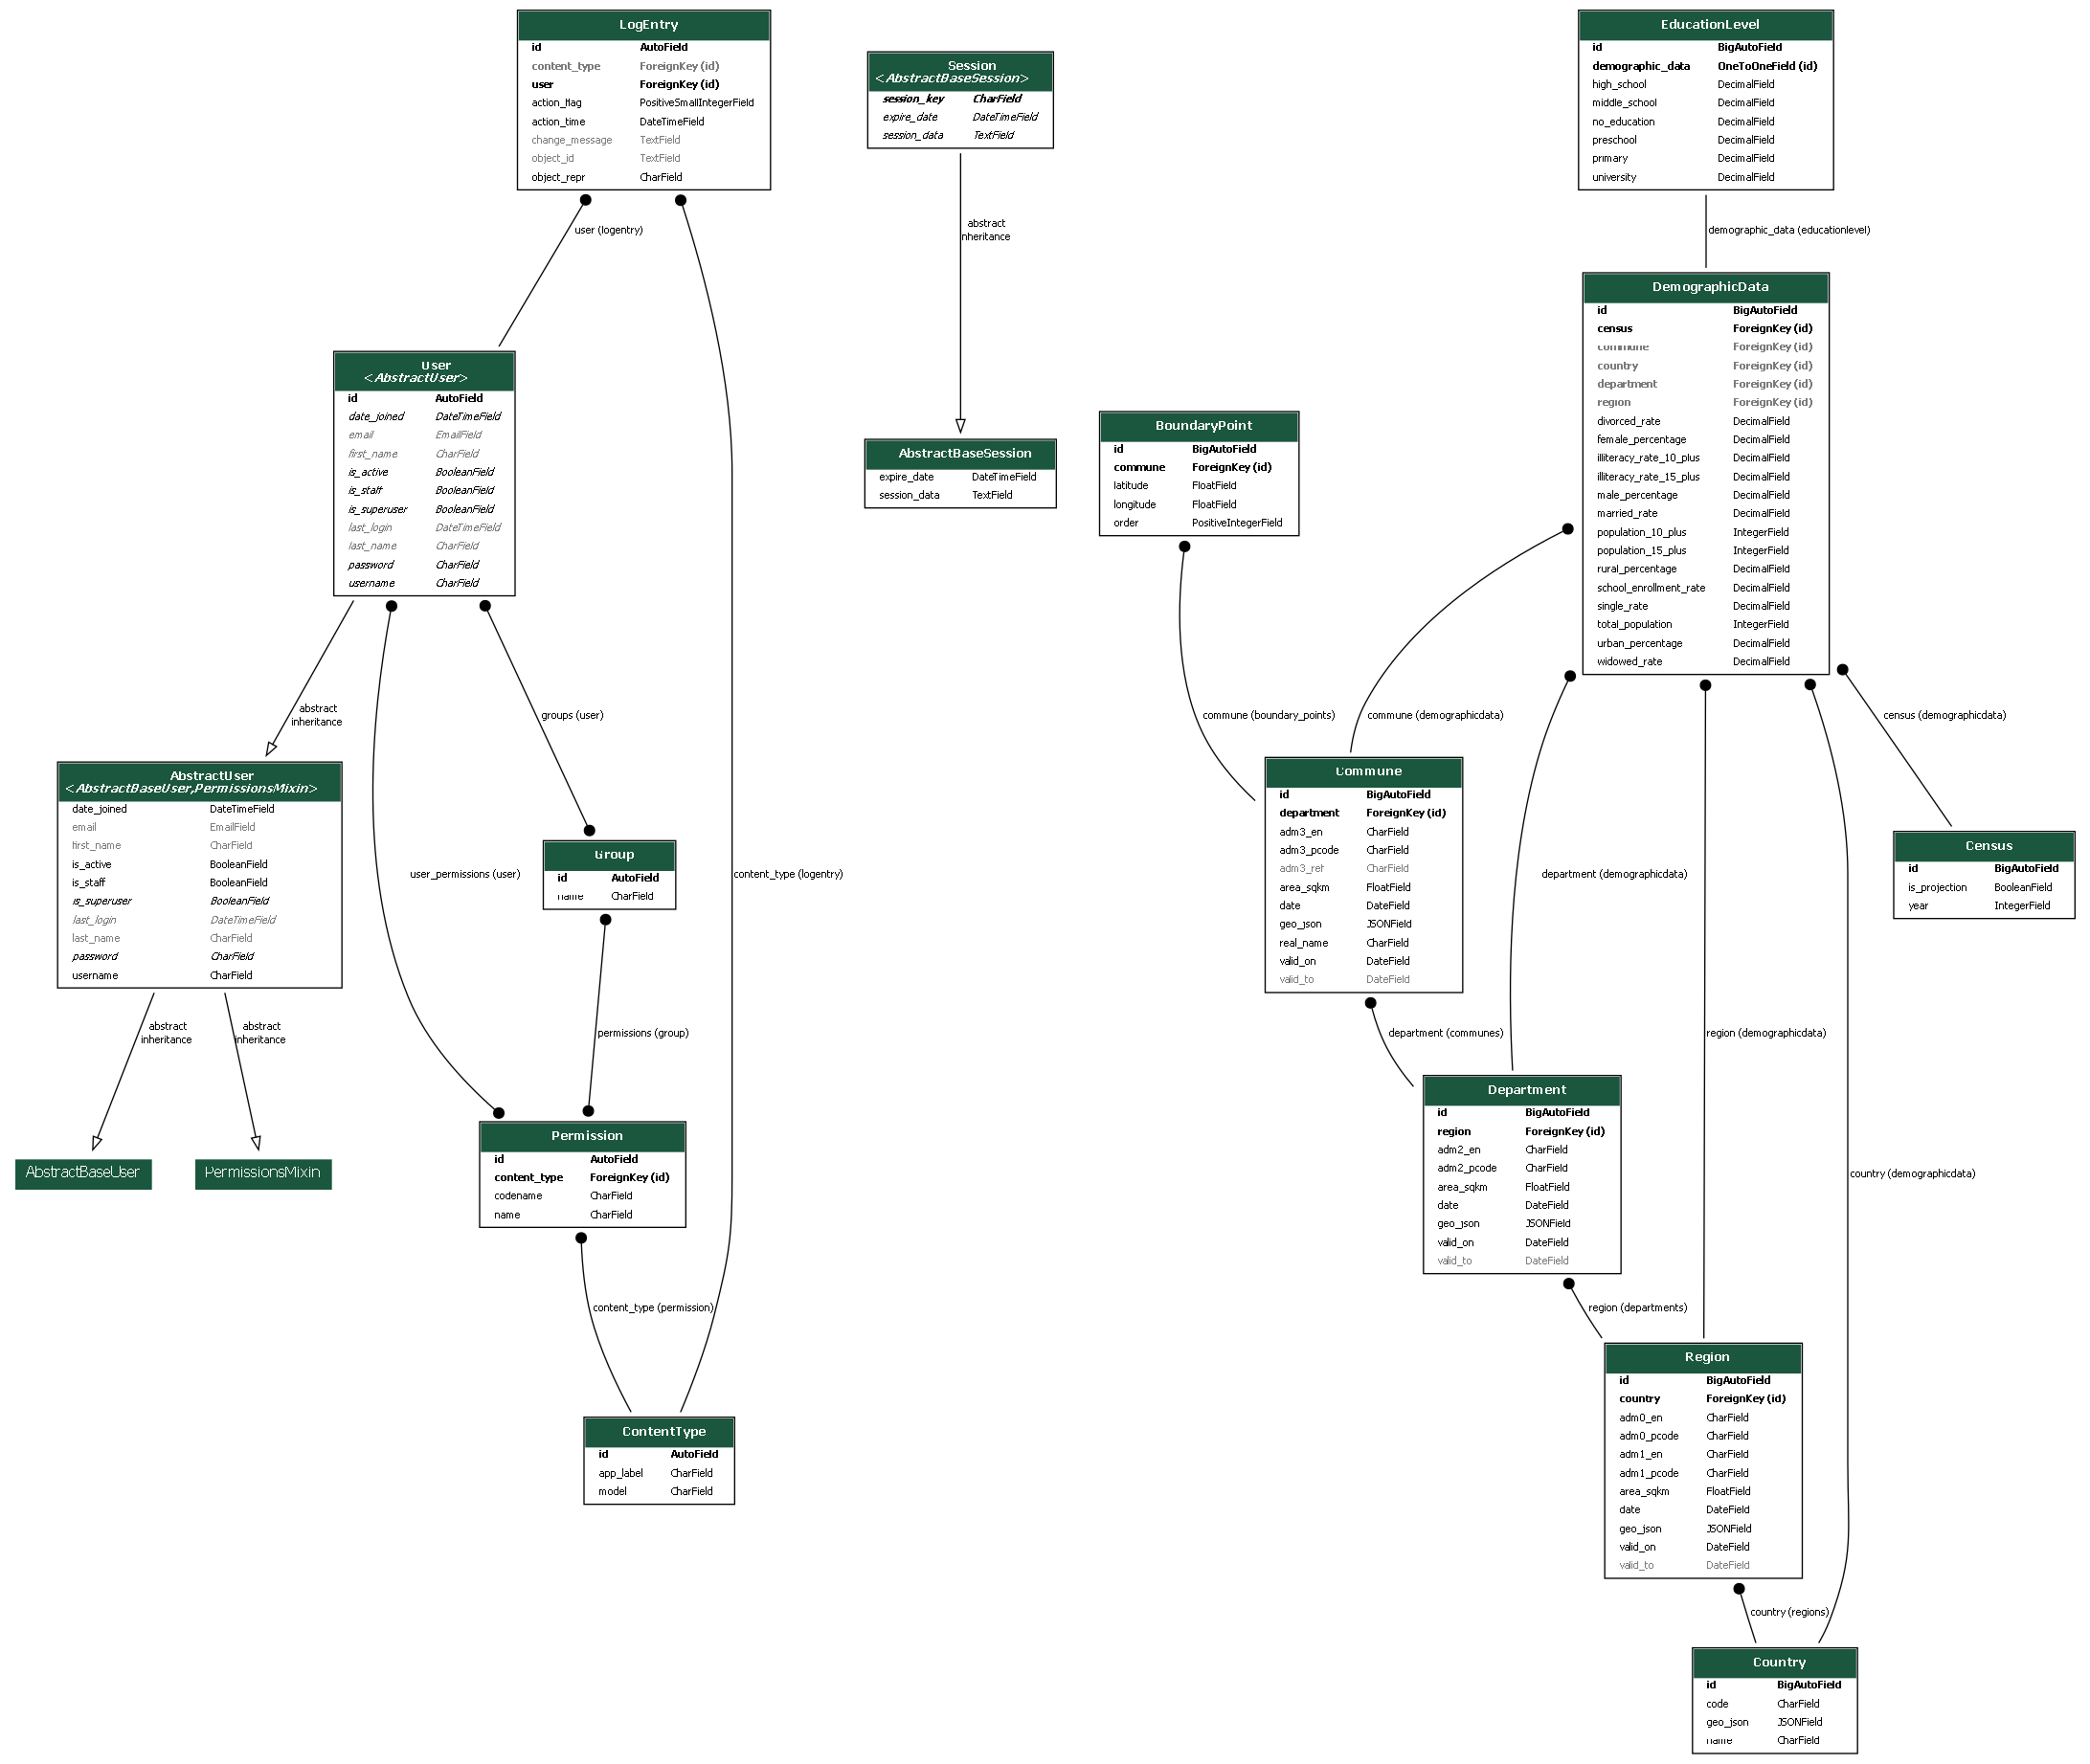 LogEntry
id AutoField
content_type ForeignKey (id)
user ForeignKey (id)
action_flag PositiveSmallIntegerField
action_time DateTimeField
change_message TextField
object_id TextField
object_repr CharField
user (logentry)
User
<AbstractUser>
id AutoField
date_joined DateTimeField
email EmailField
first_name CharField
is_active BooleanField
is_staff BooleanField
is_superuser BooleanField
last_login DateTimeField
last_name CharField
password CharField
username CharField
abstract
inheritance
groups (user)
user_permissions (user)
content_type (logentry)
AbstractUser
<AbstractBaseUser,PermissionsMixin>
date_joined DateTimeField
email EmailField
first_name CharField
is_active BooleanField
is_staff BooleanField
is_superuser BooleanField
last_login DateTimeField
last_name CharField
password CharField
username CharField
abstract
inheritance
abstract
inheritance
AbstractBaseUser
PermissionsMixin
Group
id AutoField
name CharField
permissions (group)
Permission
id AutoField
content_type ForeignKey (id)
codename CharField
name CharField
content_type (permission)
ContentType
id AutoField
app_label CharField
model CharField
Session
<AbstractBaseSession>
session_key CharField
expire_date DateTimeField
session_data TextField
abstract
inheritance
AbstractBaseSession
expire_date DateTimeField
session_data TextField
EducationLevel
id BigAutoField
demographic_data OneToOneField (id)
high_school DecimalField
middle_school DecimalField
no_education DecimalField
preschool DecimalField
primary DecimalField
university DecimalField
demographic_data (educationlevel)
DemographicData
id BigAutoField
census ForeignKey (id)
commune ForeignKey (id)
country ForeignKey (id)
department ForeignKey (id)
region ForeignKey (id)
divorced_rate DecimalField
female_percentage DecimalField
illiteracy_rate_10_plus DecimalField
illiteracy_rate_15_plus DecimalField
male_percentage DecimalField
married_rate DecimalField
population_10_plus IntegerField
population_15_plus IntegerField
rural_percentage DecimalField
school_enrollment_rate DecimalField
single_rate DecimalField
total_population IntegerField
urban_percentage DecimalField
widowed_rate DecimalField
BoundaryPoint
id BigAutoField
commune ForeignKey (id)
latitude FloatField
longitude FloatField
order PositiveIntegerField
commune (boundary_points)
commune (demographicdata)
census (demographicdata)
Commune
id BigAutoField
department ForeignKey (id)
adm3_en CharField
adm3_pcode CharField
adm3_ref CharField
area_sqkm FloatField
date DateField
geo_json JSONField
real_name CharField
valid_on DateField
valid_to DateField
department (demographicdata)
Census
id BigAutoField
is_projection BooleanField
year IntegerField
department (communes)
region (demographicdata)
Department
id BigAutoField
region ForeignKey (id)
adm2_en CharField
adm2_pcode CharField
area_sqkm FloatField
date DateField
geo_json JSONField
valid_on DateField
valid_to DateField
country (demographicdata)
region (departments)
Region
id BigAutoField
country ForeignKey (id)
adm0_en CharField
adm0_pcode CharField
adm1_en CharField
adm1_pcode CharField
area_sqkm FloatField
date DateField
geo_json JSONField
valid_on DateField
valid_to DateField
country (regions)
Country
id BigAutoField
code CharField
geo_json JSONField
name CharField